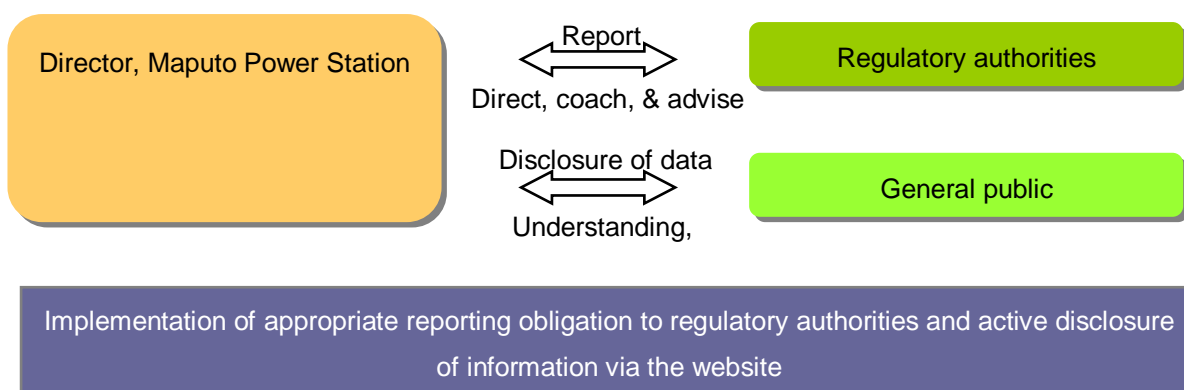 Director, Maputo Power Station
Report
Direct, coach, & advise
Regulatory authorities
Disclosure of data
Understanding,
General public
Implementation of appropriate reporting obligation to regulatory authorities and active disclosure
of information via the website